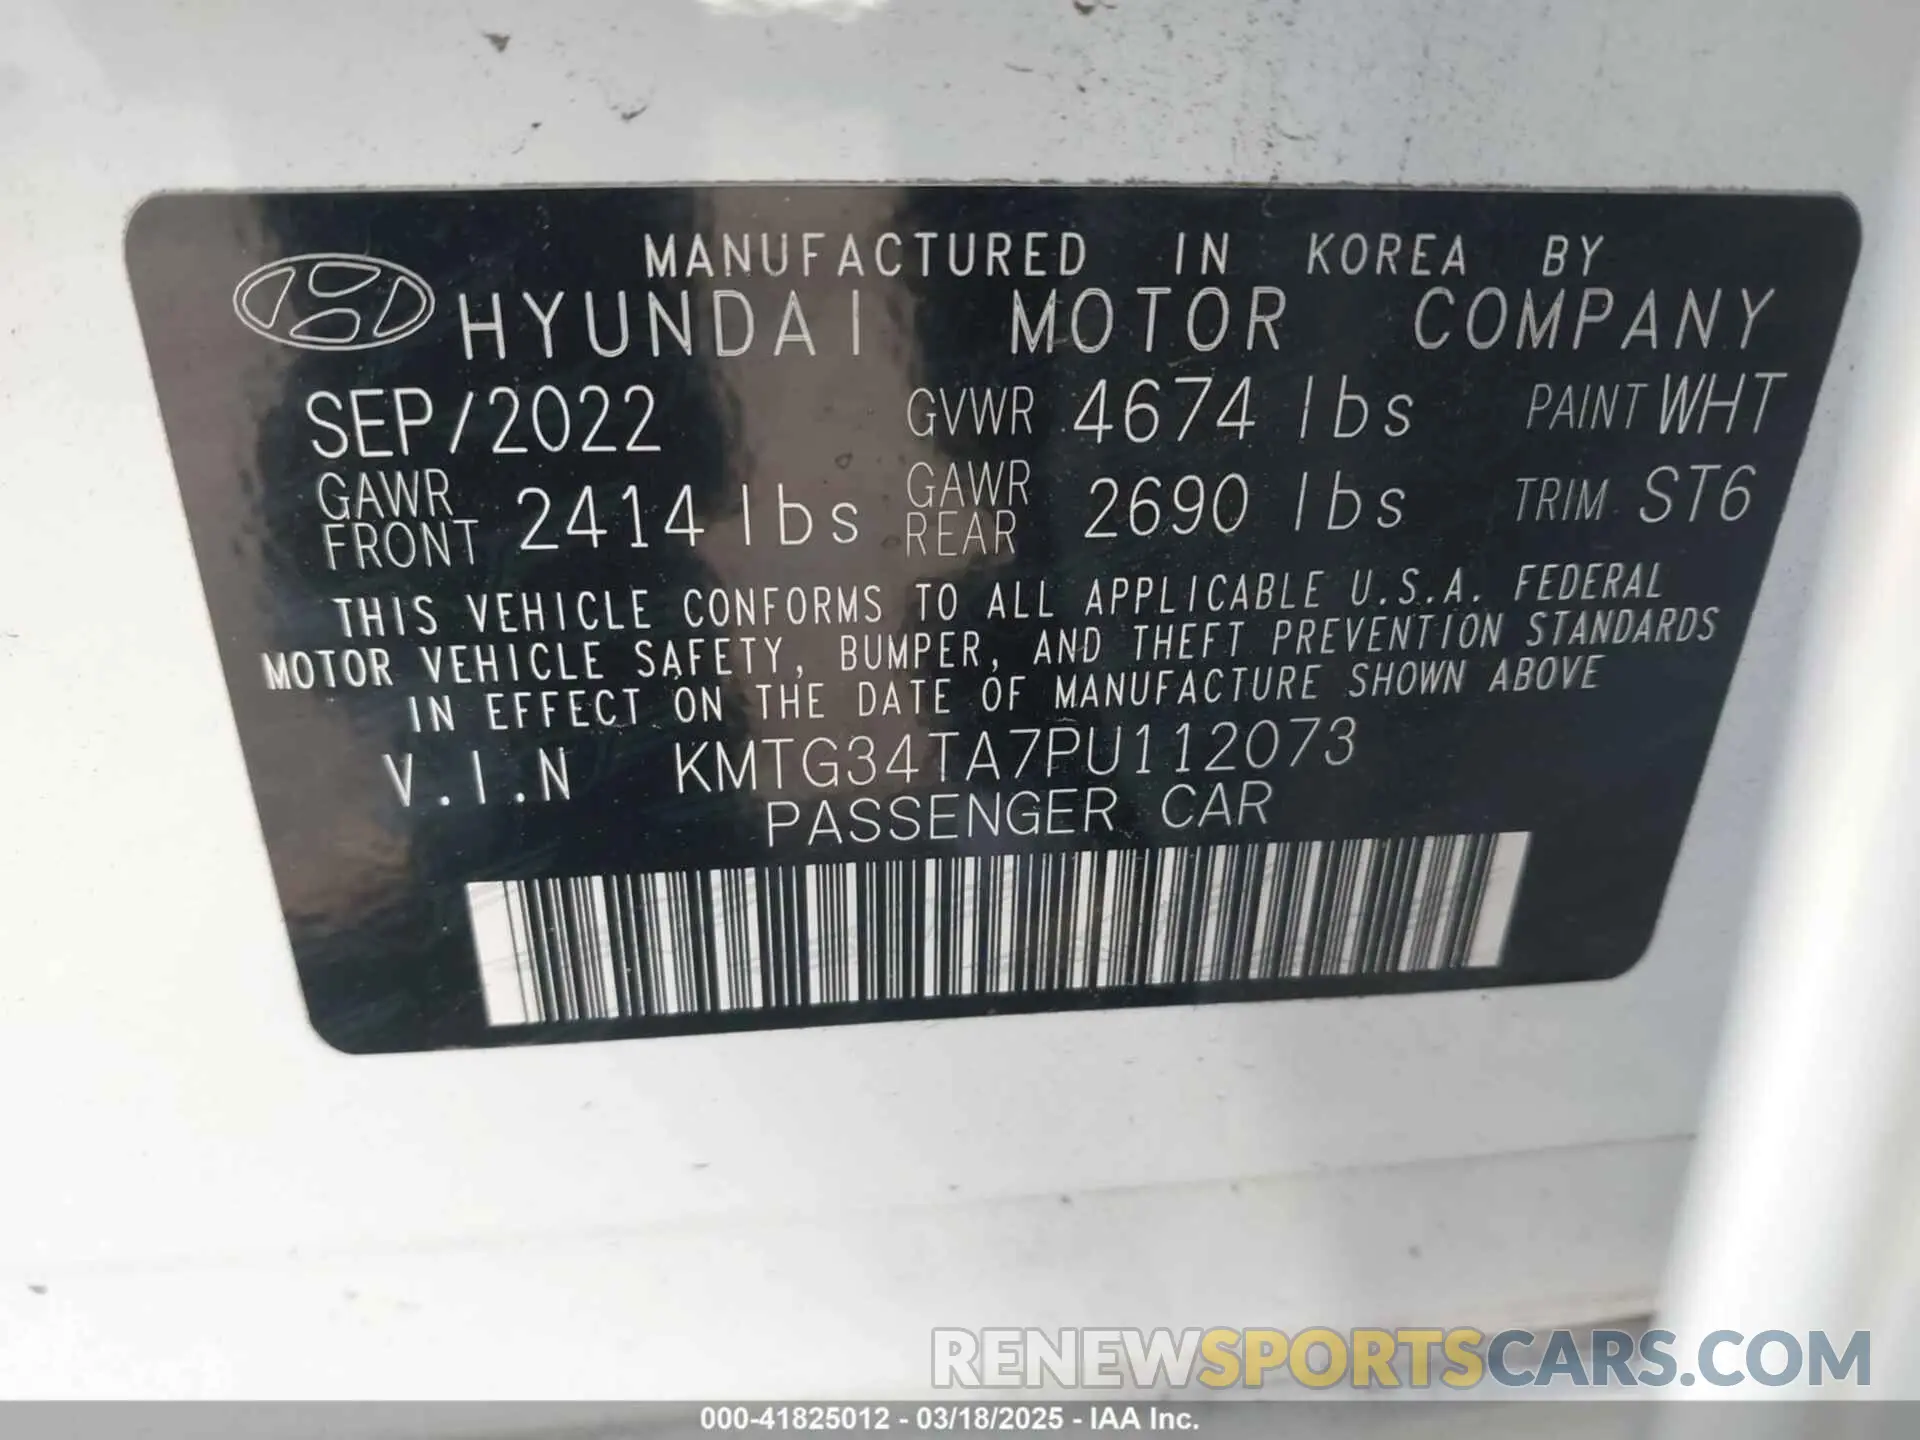 MANUFACTURED IN KOREA BY
HYUNDAI MOTOR COMPANY
SEP/2022 GVWR 4674 lbs PAINT WHT
GAWR FRONT 2414 lbs GAWR REAR 2690 lbs TRIM ST6
THIS VEHICLE CONFORMS TO ALL APPLICABLE U.S.A. FEDERAL
MOTOR VEHICLE SAFETY, BUMPER, AND THEFT PREVENTION STANDARDS
IN EFFECT ON THE DATE OF MANUFACTURE SHOWN ABOVE
V.I.N KMTG34TA7PU112073
PASSENGER CAR
RENEWSPORTSCARS.COM
000-41825012 - 03/18/2025 - IAA Inc.